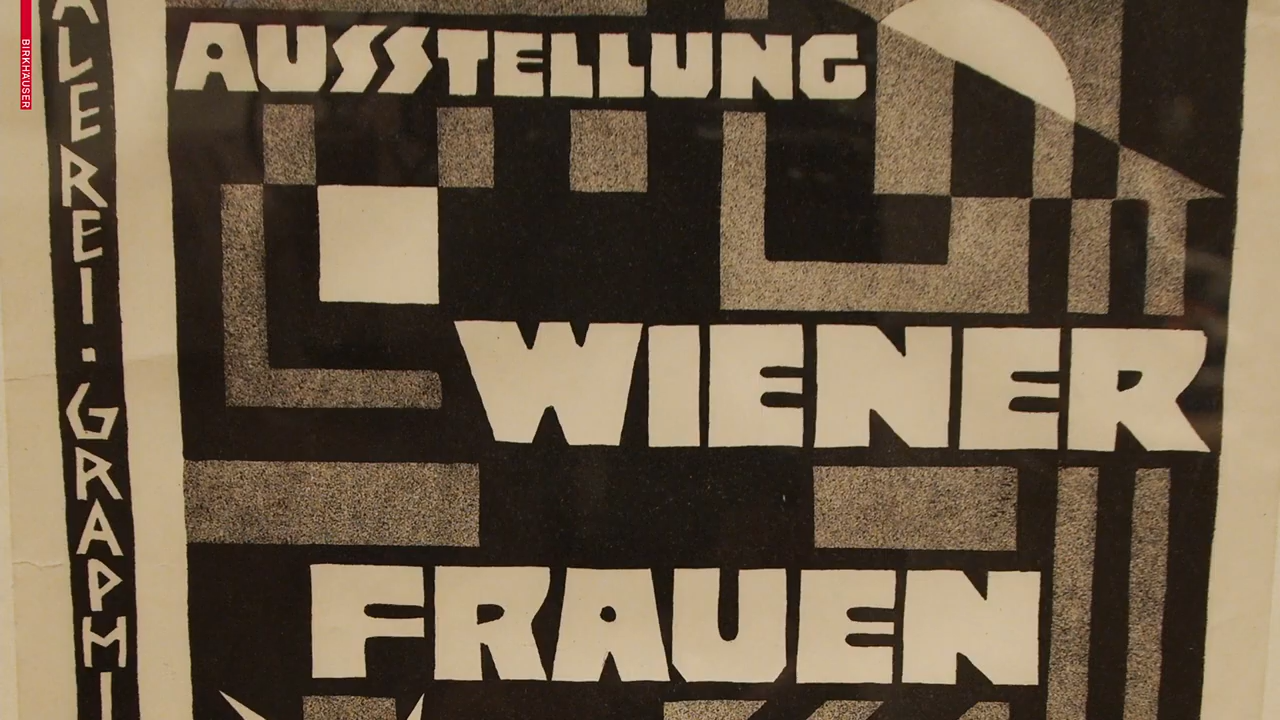 BIRKHÄUSER
ALEREI·GRAPHI
AUSSTELLUNG
WIENER
FRAUEN